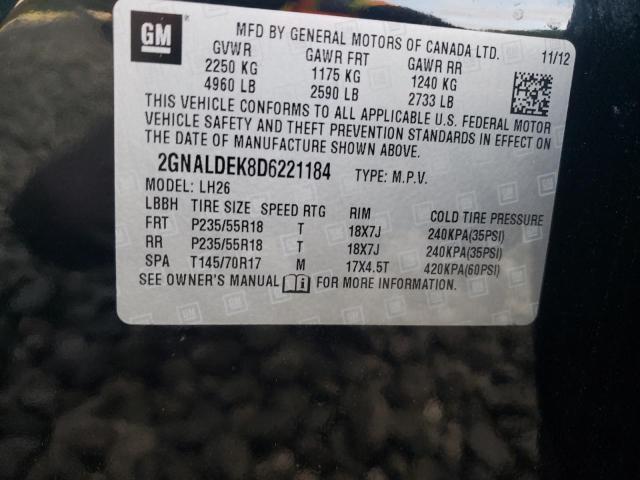 GM
MFD BY GENERAL MOTORS OF CANADA LTD.
GVWR GAWR FRT GAWR RR 11/12
2250 KG 1175 KG 1240 KG
4960 LB 2590 LB 2733 LB
THIS VEHICLE CONFORMS TO ALL APPLICABLE U.S. FEDERAL MOTOR
VEHICLE SAFETY AND THEFT PREVENTION STANDARDS IN EFFECT ON
THE DATE OF MANUFACTURE SHOWN ABOVE.
2GNALDEK8D6221184 TYPE: M.P.V.
MODEL: LH26
LBBH TIRE SIZE SPEED RTG RIM COLD TIRE PRESSURE
FRT P235/55R18 T 18X7J 240KPA(35PSI)
RR P235/55R18 T 18X7J 240KPA(35PSI)
SPA T145/70R17 M 17X4.5T 420KPA(60PSI)
SEE OWNER'S MANUAL FOR MORE INFORMATION.